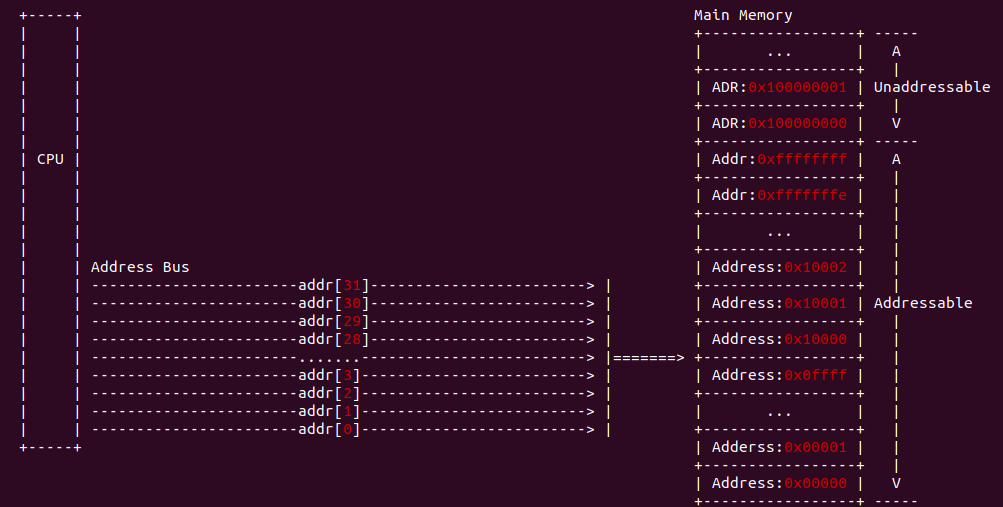 Main Memory
...
A
ADR:0x100000001
Unaddressable
ADR:0x100000000
V
CPU
Addr:0xffffffff
A
Addr:0xfffffffe
...
Address Bus
Address:0x10002
addr[31]
addr[30]
Address:0x10001
Addressable
addr[29]
addr[28]
Address:0x10000
.......
addr[3]
Address:0x0ffff
addr[2]
addr[1]
...
addr[0]
Adderss:0x00001
Address:0x00000
V